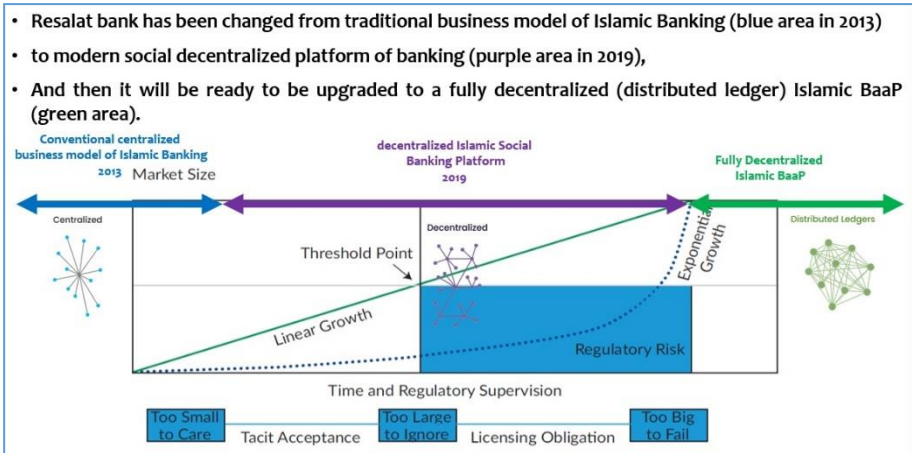 • Resalat bank has been changed from traditional business model of Islamic Banking (blue area in 2013)
• to modern social decentralized platform of banking (purple area in 2019),
• And then it will be ready to be upgraded to a fully decentralized (distributed ledger) Islamic BaaP
(green area).
Conventional centralized
business model of Islamic Banking
2013
Market Size
decentralized Islamic Social
Banking Platform
2019
Fully Decentralized
Islamic BaaP
Centralized
Decentralized
Distributed Ledgers
Threshold Point
Linear Growth
Exponential
Growth
Regulatory Risk
Time and Regulatory Supervision
Too Small
to Care
Tacit Acceptance
Too Large
to Ignore
Licensing Obligation
Too Big
to Fail